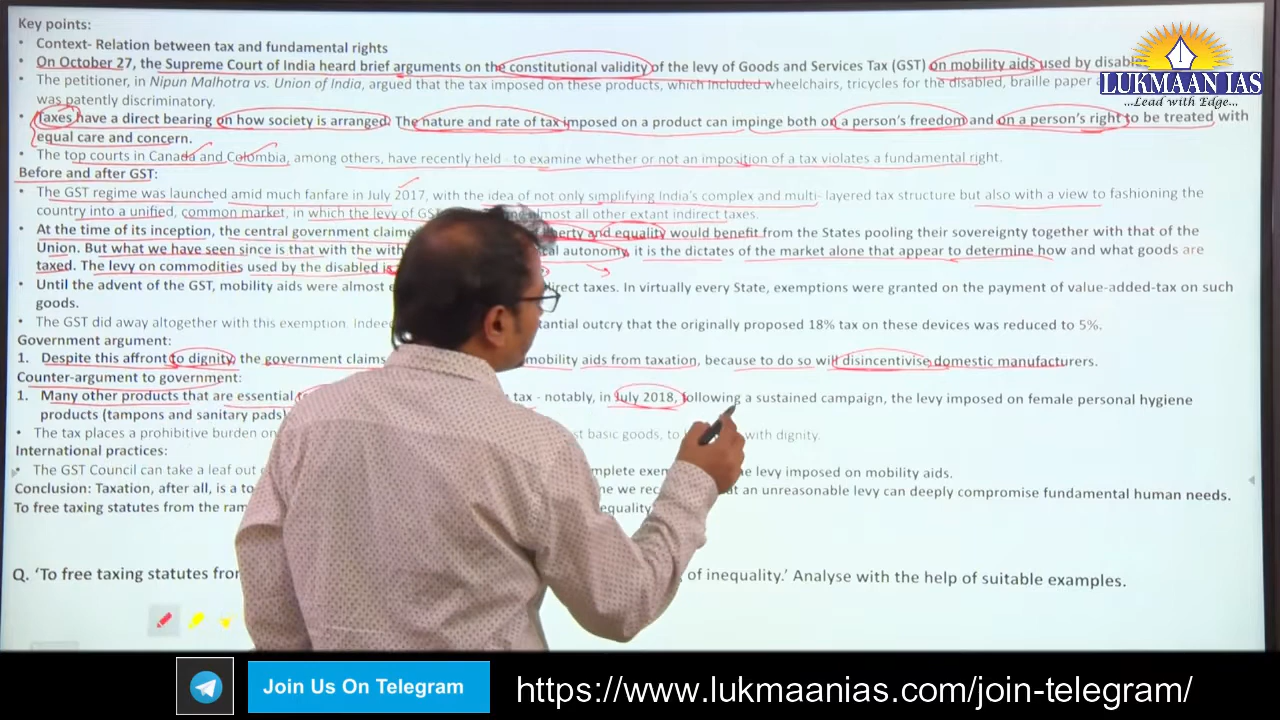 Key points:
• Context- Relation between tax and fundamental rights
• On October 27, the Supreme Court of India heard brief arguments on the constitutional validity of the levy of Goods and Services Tax (GST) on mobility aids used by
• The petitioner, in Nipun Malhotra vs. Union of India, argued that the tax imposed on these products, which included wheelchairs, tricycles for the disabled, braille paper
was patently discriminatory.
• Taxes have a direct bearing on how society is arranged. The nature and rate of tax imposed on a product can impinge both on a person's freedom and on a person's right to be treated with
equal care and concern.
• The top courts in Canada and Colombia, among others, have recently held - to examine whether or not an imposition of a tax violates a fundamental right.
Before and after GST:
• The GST regime was launched amid much fanfare in July 2017, with the idea of not only simplifying India's complex and multi- layered tax structure but also with a view to fashioning the
country into a unified, common market, in which the levy of almost all other extant indirect taxes.
• At the time of its inception, the central government and equality would benefit from the States pooling their sovereignty together with that of the
Union. But what we have seen since is that with the autonomy, it is the dictates of the market alone that appear to determine how and what goods are
taxed. The levy on commodities used by the disabled is
• Until the advent of the GST, mobility aids were almost taxes. In virtually every State, exemptions were granted on the payment of value-added-tax on such
goods.
• The GST did away altogether with this exemption. outcry that the originally proposed 18% tax on these devices was reduced to 5%.
Government argument:
1. Despite this affront to dignity, the government claims mobility aids from taxation, because to do so will disincentivise domestic manufacturers.
Counter-argument to government:
1. Many other products that are essential tax - notably, in July 2018, following a sustained campaign, the levy imposed on female personal hygiene
products (tampons and sanitary pads)
• The tax places a prohibitive burden on basic goods, to with dignity.
International practices:
• The GST Council can take a leaf out levy imposed on mobility aids.
Conclusion: Taxation, after all, is a we an unreasonable levy can deeply compromise fundamental human needs.
To free taxing statutes from the
Q. 'To free taxing statutes of inequality.' Analyse with the help of suitable examples.
LUKMAAN IAS
...Lead with Edge...
Join Us On Telegram
https://www.lukmaanias.com/join-telegram/